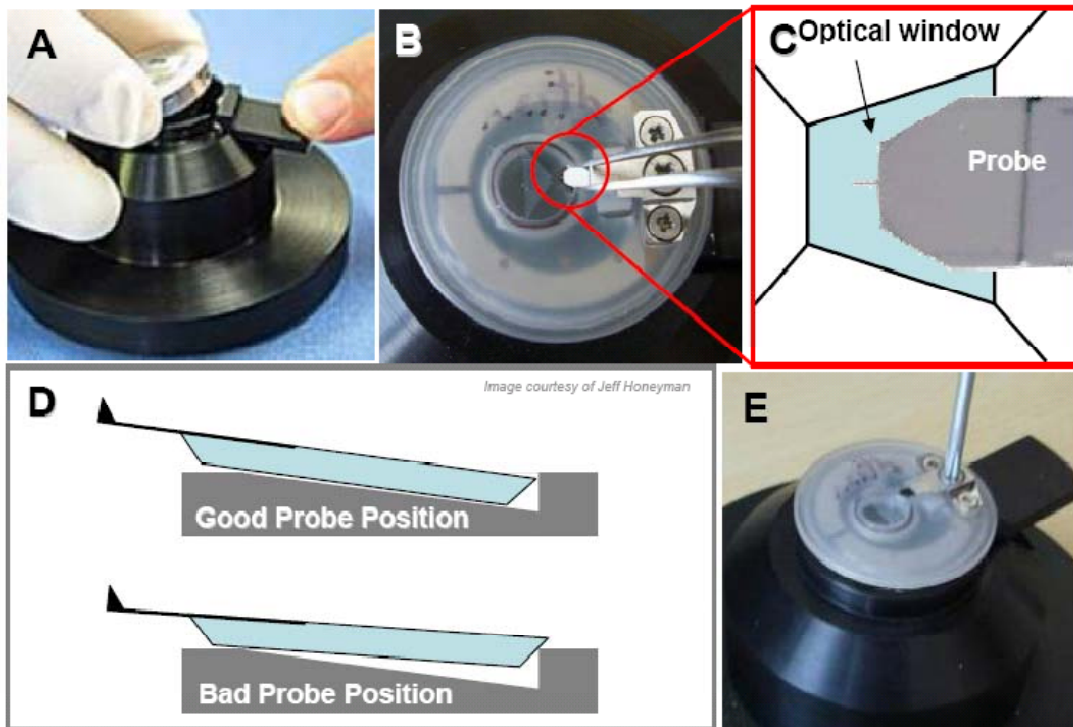 A
B
C
Optical window
Probe
D
Image courtesy of Jeff Honeyman
Good Probe Position
Bad Probe Position
E